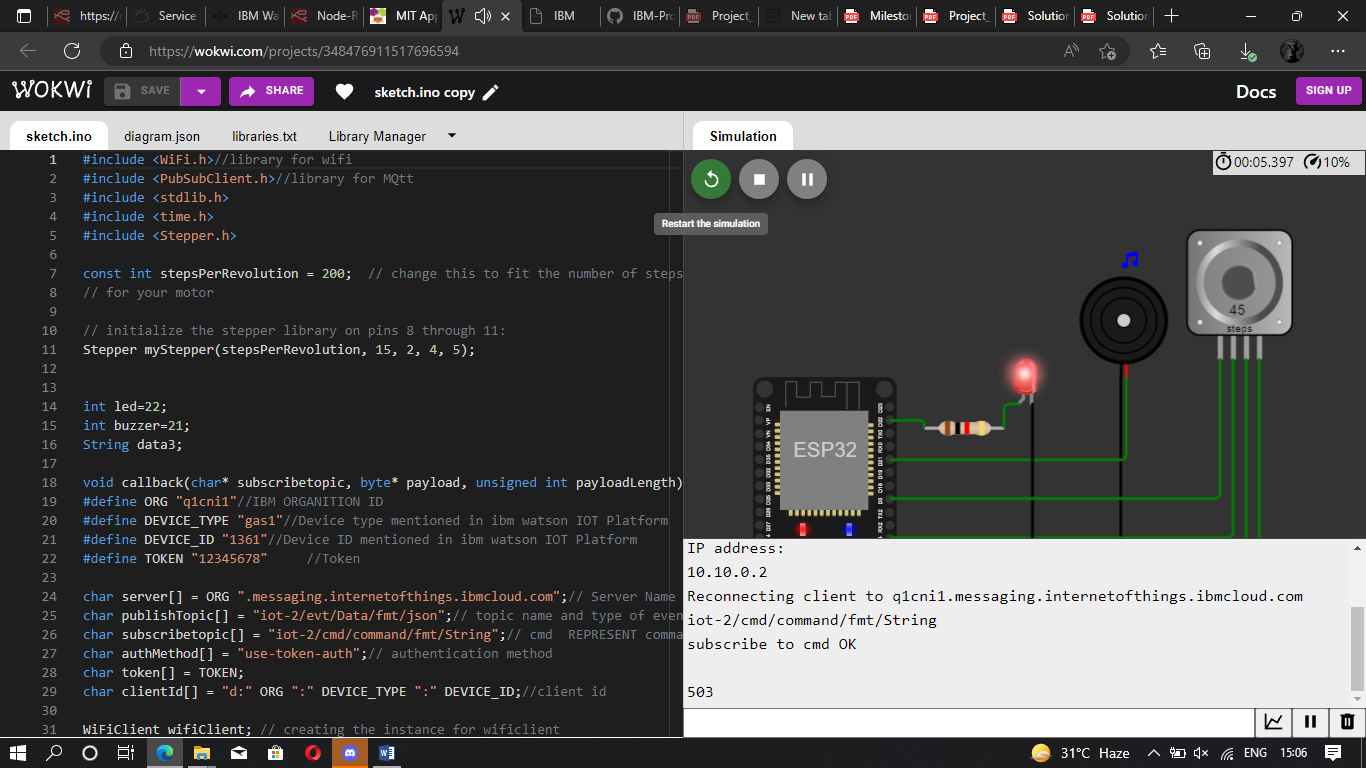 https:/
Service
IBM Wa
Node-R
MIT App
IBM
IBM-Pro
Project_
New tab
Milesto
Project_
Solution
Solution
https://wokwi.com/projects/348476911517696594
WOKWI
SAVE
SHARE
sketch.ino copy
Docs
SIGN UP
sketch.ino
diagram.json
libraries.txt
Library Manager
Simulation
1 #include <WiFi.h>//library for wifi
2 #include <PubSubClient.h>//library for MQtt
3 #include <stdlib.h>
4 #include <time.h>
5 #include <Stepper.h>
6
7 const int stepsPerRevolution = 200;  // change this to fit the number of steps
8 // for your motor
9
10 // initialize the stepper library on pins 8 through 11:
11 Stepper myStepper(stepsPerRevolution, 15, 2, 4, 5);
12
13
14 int led=22;
15 int buzzer=21;
16 String data3;
17
18 void callback(char* subscribetopic, byte* payload, unsigned int payloadLength)
19 #define ORG "q1cni1"//IBM ORGANITION ID
20 #define DEVICE_TYPE "gas1"//Device type mentioned in ibm watson IOT Platform
21 #define DEVICE_ID "1361"//Device ID mentioned in ibm watson IOT Platform
22 #define TOKEN "12345678"     //Token
23
24 char server[] = ORG ".messaging.internetofthings.ibmcloud.com";// Server Name
25 char publishTopic[] = "iot-2/evt/Data/fmt/json";// topic name and type of even
26 char subscribetopic[] = "iot-2/cmd/command/fmt/String";// cmd  REPRESENT comma
27 char authMethod[] = "use-token-auth";// authentication method
28 char token[] = TOKEN;
29 char clientId[] = "d:" ORG ":" DEVICE_TYPE ":" DEVICE_ID;//client id
30
31 WiFiClient wifiClient; // creating the instance for wificlient
00:05.397
10%
Restart the simulation
45
steps
ESP32
IP address:
10.10.0.2
Reconnecting client to q1cni1.messaging.internetofthings.ibmcloud.com
iot-2/cmd/command/fmt/String
subscribe to cmd OK
503
31°C Haze
ENG
15:06